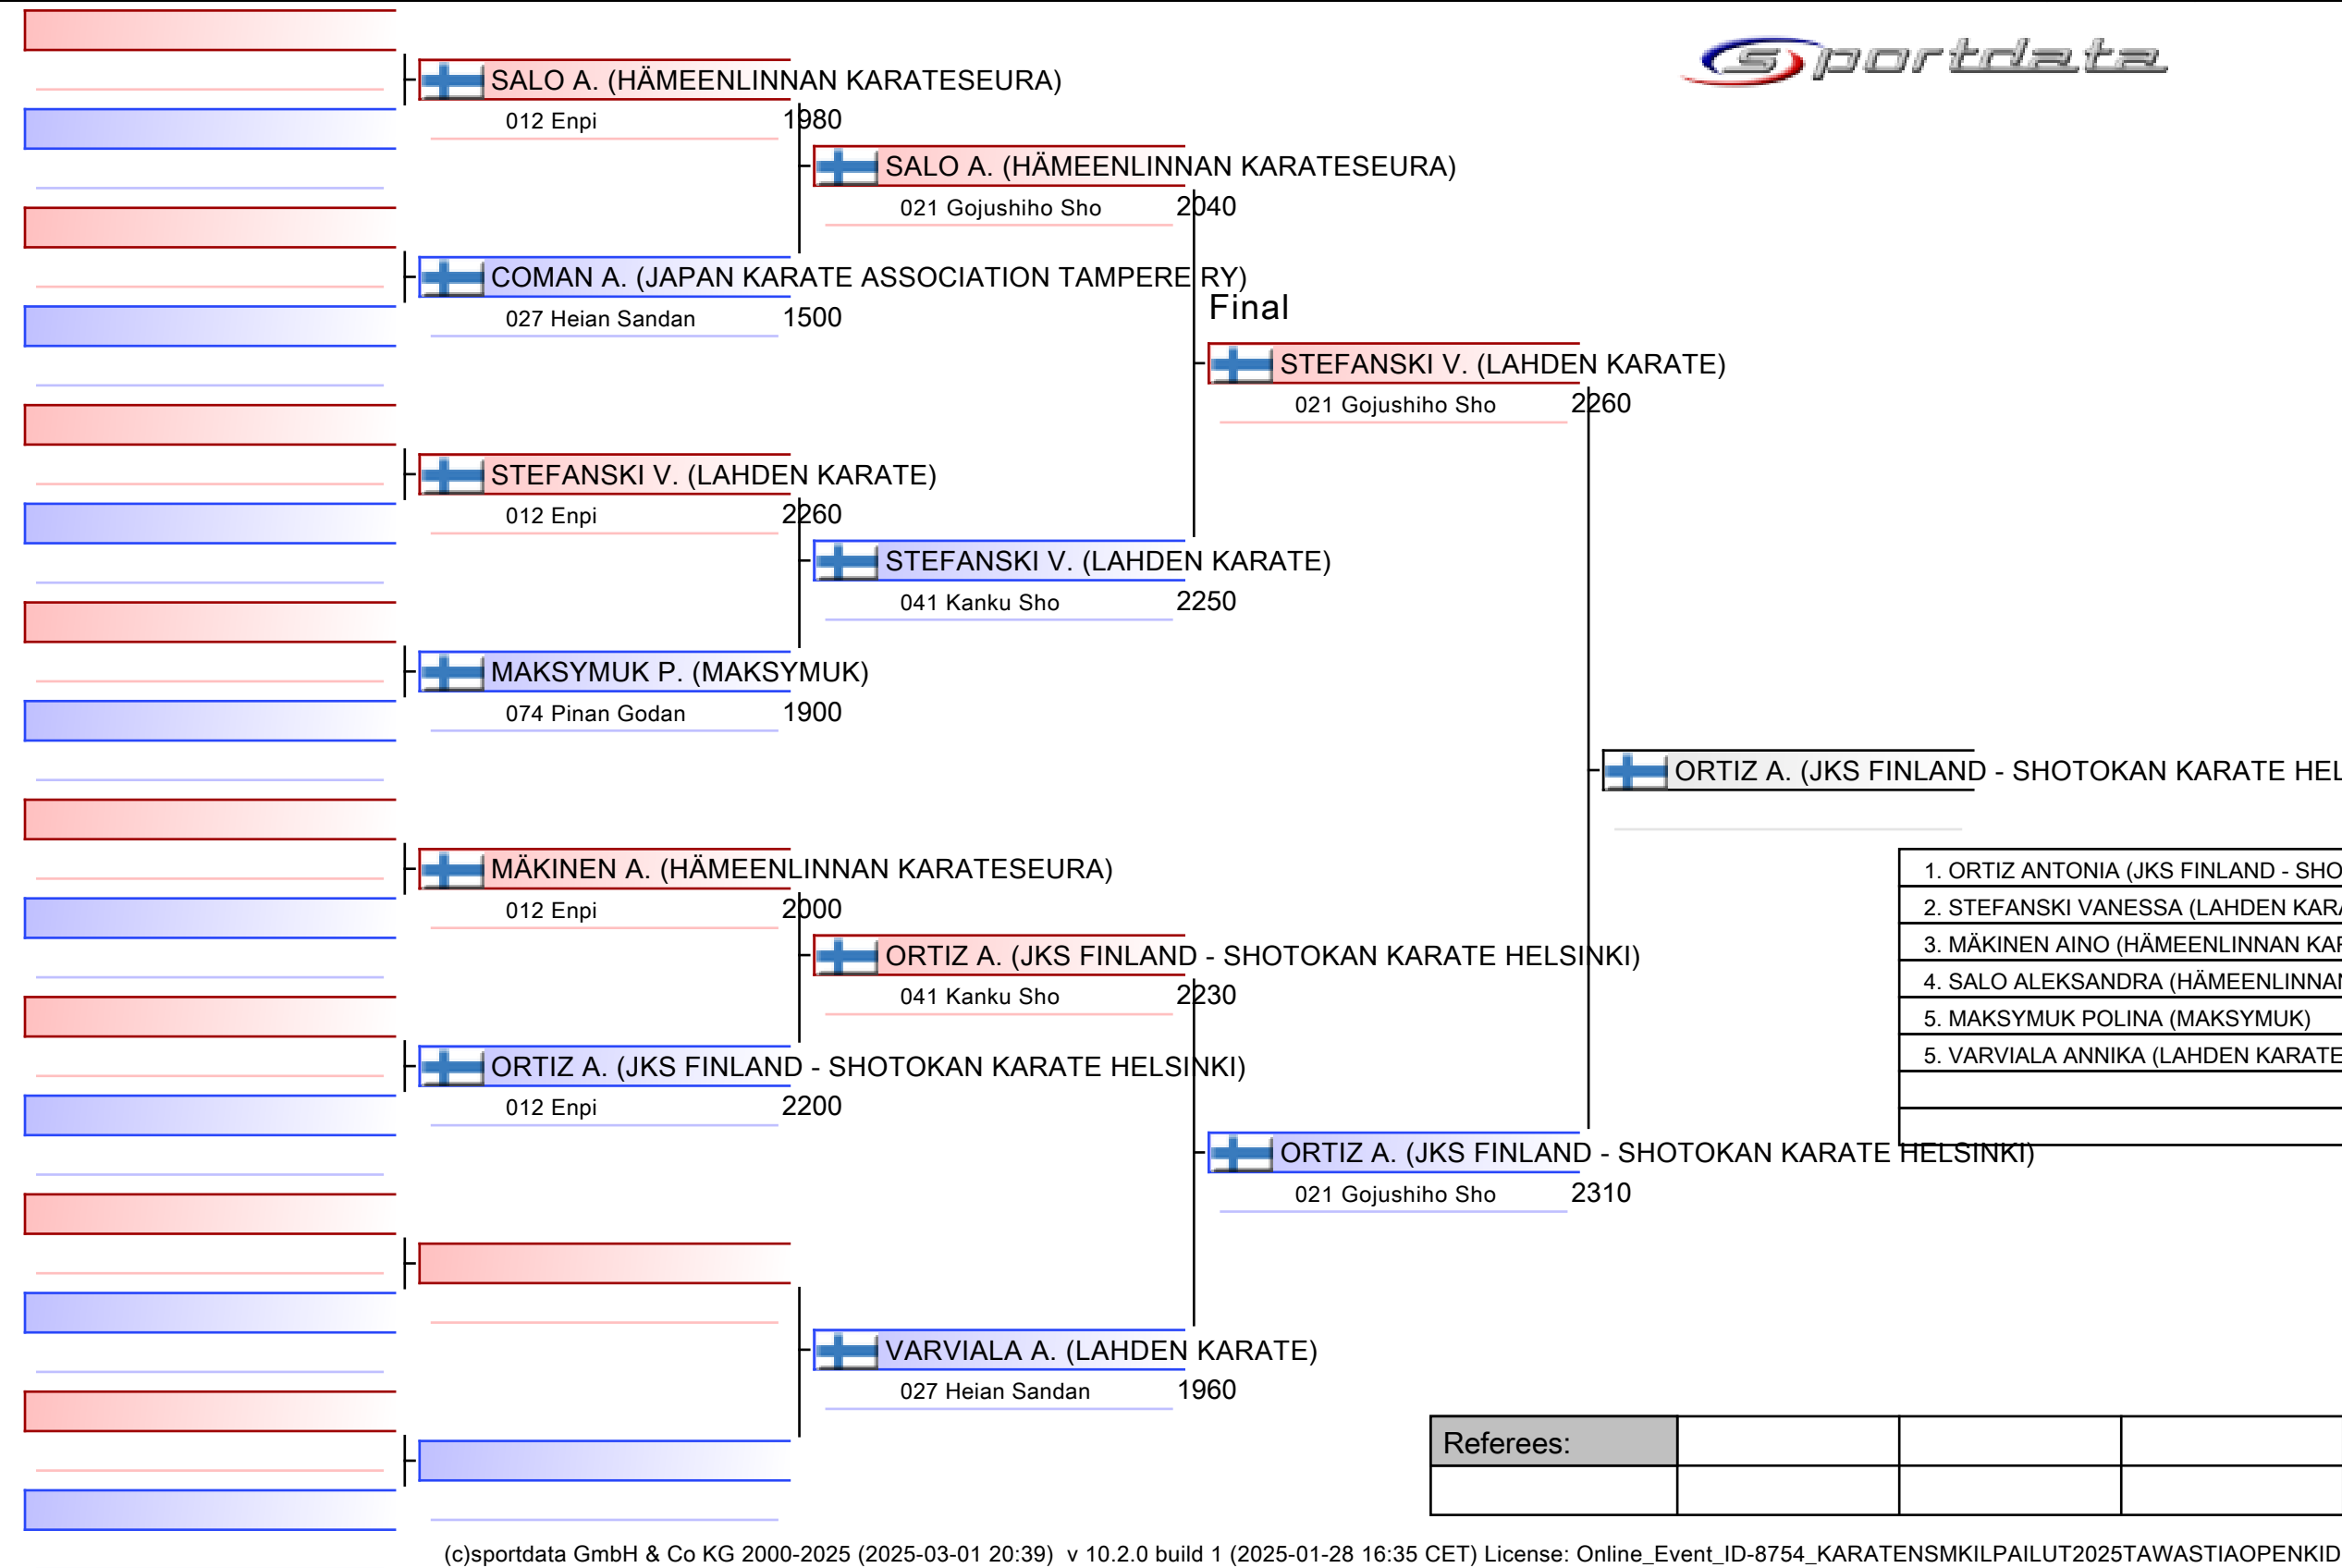 sportdata
SALO A. (HÄMEENLINNAN KARATESEURA)
012 Enpi 1980
COMAN A. (JAPAN KARATE ASSOCIATION TAMPERE RY)
027 Heian Sandan 1500
STEFANSKI V. (LAHDEN KARATE)
012 Enpi 2260
MAKSYMUK P. (MAKSYMUK)
074 Pinan Godan 1900
MÄKINEN A. (HÄMEENLINNAN KARATESEURA)
012 Enpi 2000
ORTIZ A. (JKS FINLAND - SHOTOKAN KARATE HELSINKI)
012 Enpi 2200
SALO A. (HÄMEENLINNAN KARATESEURA)
021 Gojushiho Sho 2040
STEFANSKI V. (LAHDEN KARATE)
041 Kanku Sho 2250
ORTIZ A. (JKS FINLAND - SHOTOKAN KARATE HELSINKI)
041 Kanku Sho 2230
VARVIALA A. (LAHDEN KARATE)
027 Heian Sandan 1960
Final
STEFANSKI V. (LAHDEN KARATE)
021 Gojushiho Sho 2260
ORTIZ A. (JKS FINLAND - SHOTOKAN KARATE HELSINKI)
021 Gojushiho Sho 2310
ORTIZ A. (JKS FINLAND - SHOTOKAN KARATE HEL
1. ORTIZ ANTONIA (JKS FINLAND - SHO
2. STEFANSKI VANESSA (LAHDEN KARA
3. MÄKINEN AINO (HÄMEENLINNAN KAR
4. SALO ALEKSANDRA (HÄMEENLINNAN
5. MAKSYMUK POLINA (MAKSYMUK)
5. VARVIALA ANNIKA (LAHDEN KARATE
Referees:
(c)sportdata GmbH & Co KG 2000-2025 (2025-03-01 20:39) v 10.2.0 build 1 (2025-01-28 16:35 CET) License: Online_Event_ID-8754_KARATENSMKILPAILUT2025TAWASTIAOPENKID